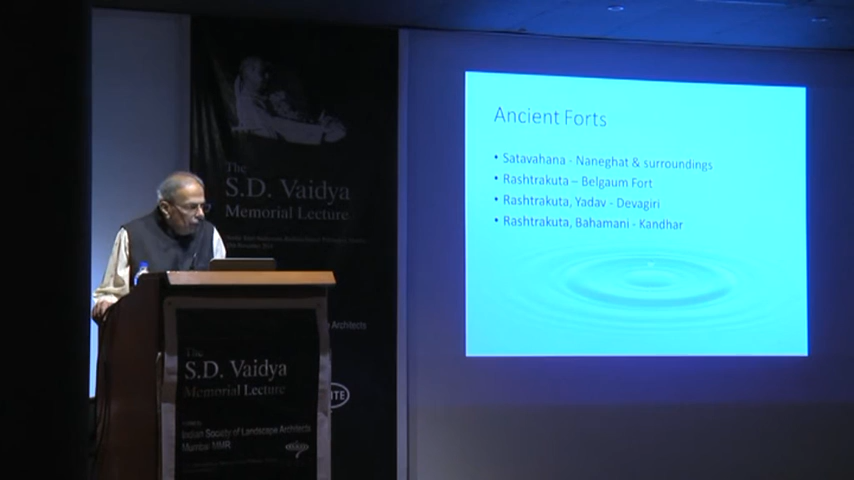 The
S.D. Vaidya
Memorial Lecture
Architects
ITE
The
S.D. Vaidya
Memorial Lecture
Indian Society of Landscape Architects
Mumbai MMR
Ancient Forts
• Satavahana - Naneghat & surroundings
• Rashtrakuta – Belgaum Fort
• Rashtrakuta, Yadav - Devagiri
• Rashtrakuta, Bahamani - Kandhar